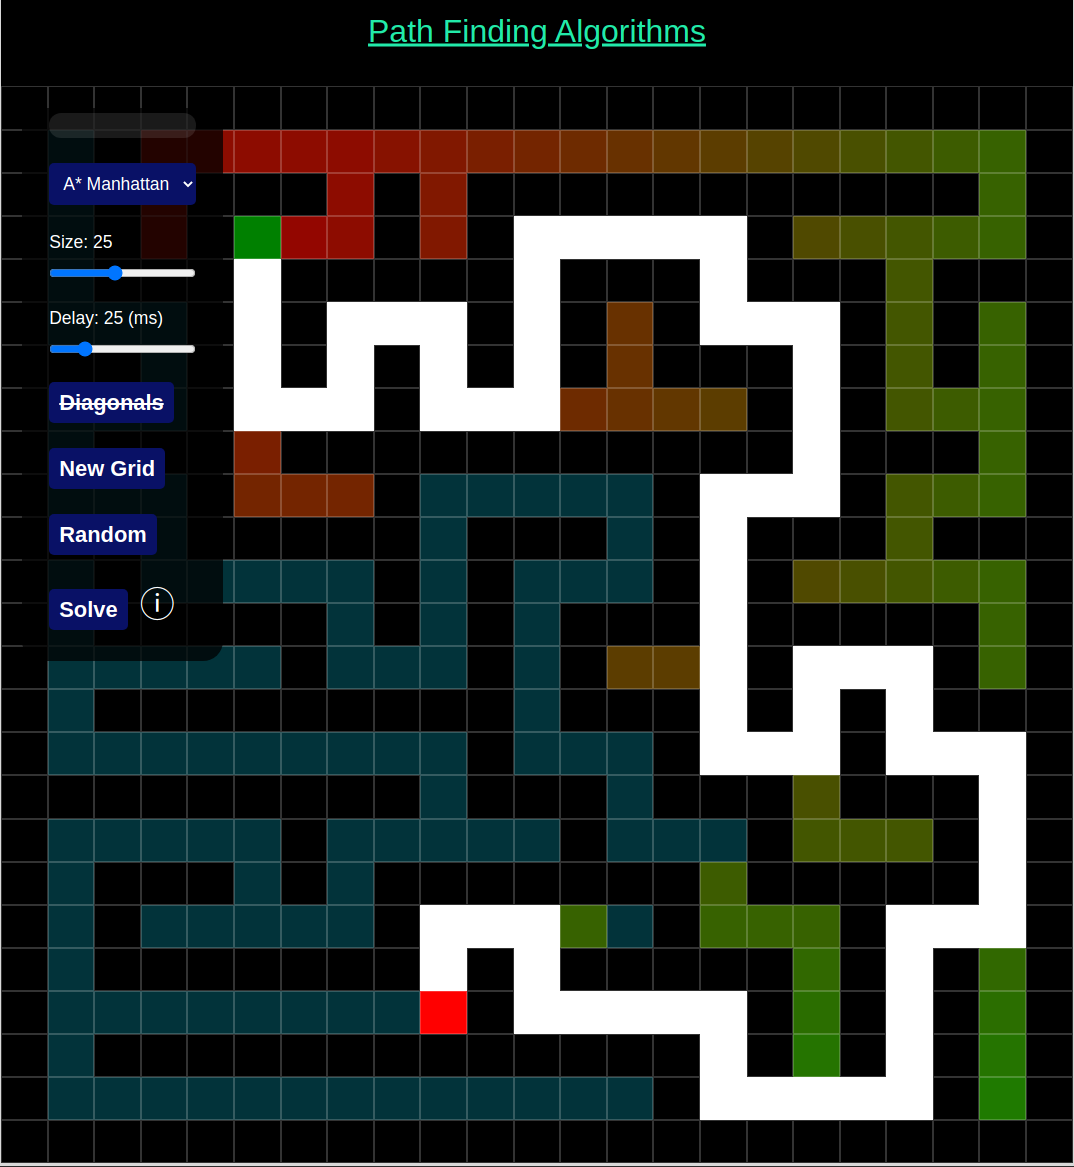 Path Finding Algorithms
A* Manhattan
Size: 25
Delay: 25 (ms)
Diagonals
New Grid
Random
Solve i